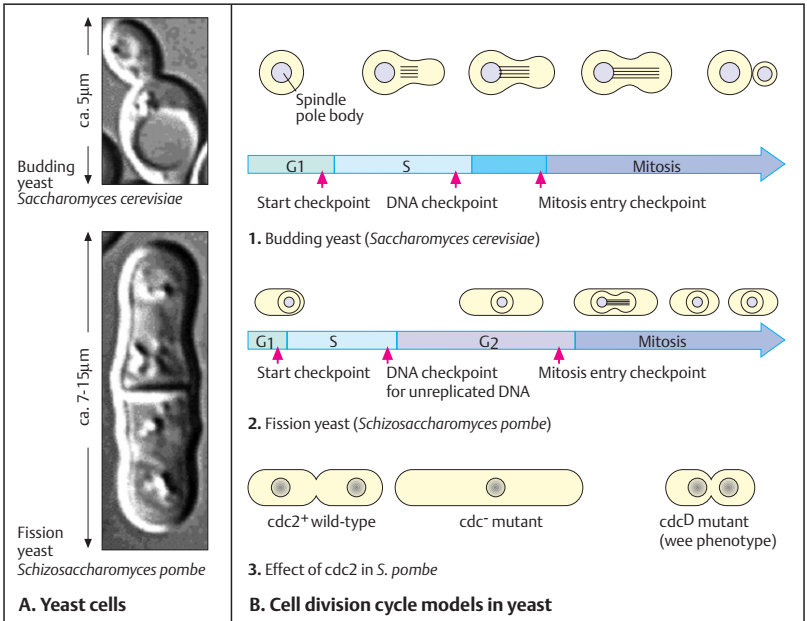 ca. 5µm
Budding
yeast
Saccharomyces cerevisiae
ca. 7-15µm
Fission
yeast
Schizosaccharomyces pombe
A. Yeast cells
Spindle
pole body
G1 S Mitosis
Start checkpoint DNA checkpoint Mitosis entry checkpoint
1. Budding yeast (Saccharomyces cerevisiae)
G1 S G2 Mitosis
Start checkpoint DNA checkpoint Mitosis entry checkpoint
for unreplicated DNA
2. Fission yeast (Schizosaccharomyces pombe)
cdc2+ wild-type cdc- mutant cdcD mutant
(wee phenotype)
3. Effect of cdc2 in S. pombe
B. Cell division cycle models in yeast